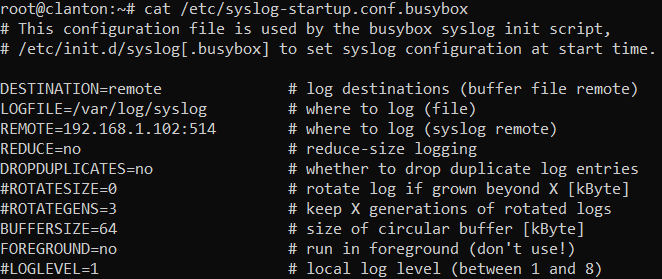 root@clanton:~# cat /etc/syslog-startup.conf.busybox
# This configuration file is used by the busybox syslog init script,
# /etc/init.d/syslog[.busybox] to set syslog configuration at start time.
DESTINATION=remote # log destinations (buffer file remote)
LOGFILE=/var/log/syslog # where to log (file)
REMOTE=192.168.1.102:514 # where to log (syslog remote)
REDUCE=no # reduce-size logging
DROPDUPLICATES=no # whether to drop duplicate log entries
#ROTATESIZE=0 # rotate log if grown beyond X [kByte]
#ROTATEGENS=3 # keep X generations of rotated logs
BUFFERSIZE=64 # size of circular buffer [kByte]
FOREGROUND=no # run in foreground (don't use!)
#LOGLEVEL=1 # local log level (between 1 and 8)